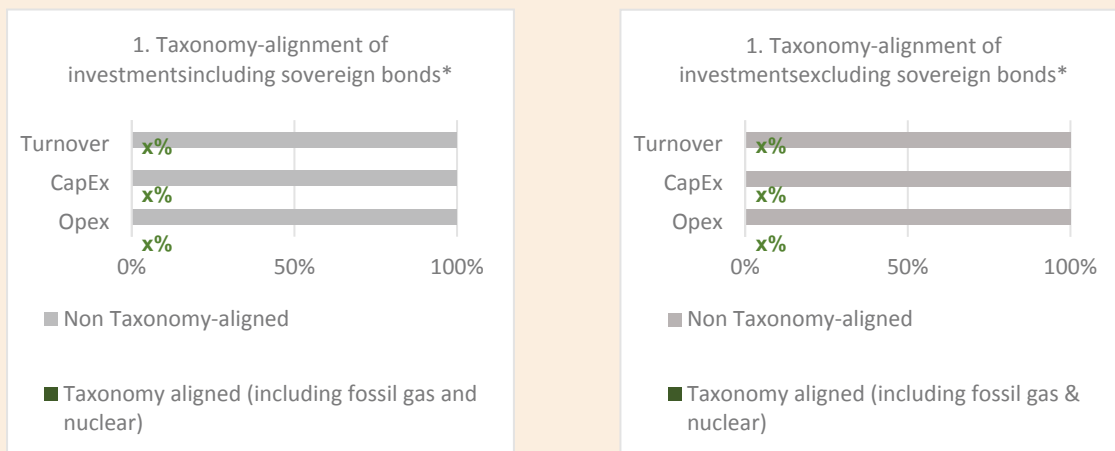 1. Taxonomy-alignment of
investmentsincluding sovereign bonds*
Turnover
x%
CapEx
x%
Opex
x%
0% 50% 100%
Non Taxonomy-aligned
Taxonomy aligned (including fossil gas and
nuclear)
1. Taxonomy-alignment of
investmentsexcluding sovereign bonds*
Turnover
x%
CapEx
x%
Opex
x%
0% 50% 100%
Non Taxonomy-aligned
Taxonomy aligned (including fossil gas &
nuclear)